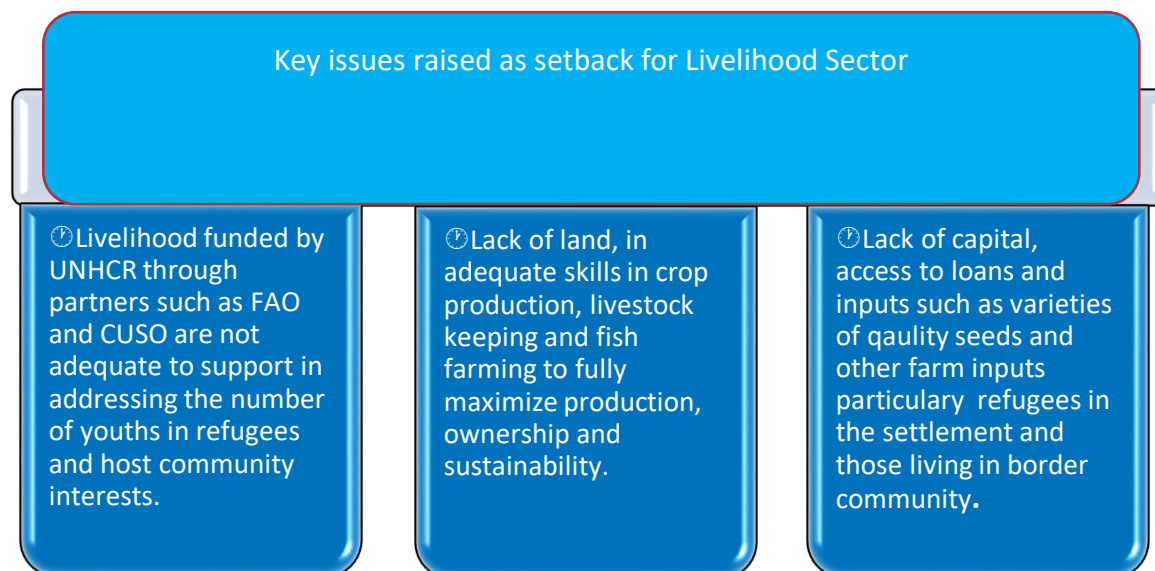 Key issues raised as setback for Livelihood Sector
🕐Livelihood funded by
UNHCR through
partners such as FAO
and CUSO are not
adequate to support in
addressing the number
of youths in refugees
and host community
interests.
🕐Lack of land, in
adequate skills in crop
production, livestock
keeping and fish
farming to fully
maximize production,
ownership and
sustainability.
🕐Lack of capital,
access to loans and
inputs such as varieties
of qaulity seeds and
other farm inputs
particulary  refugees in
the settlement and
those living in border
community.